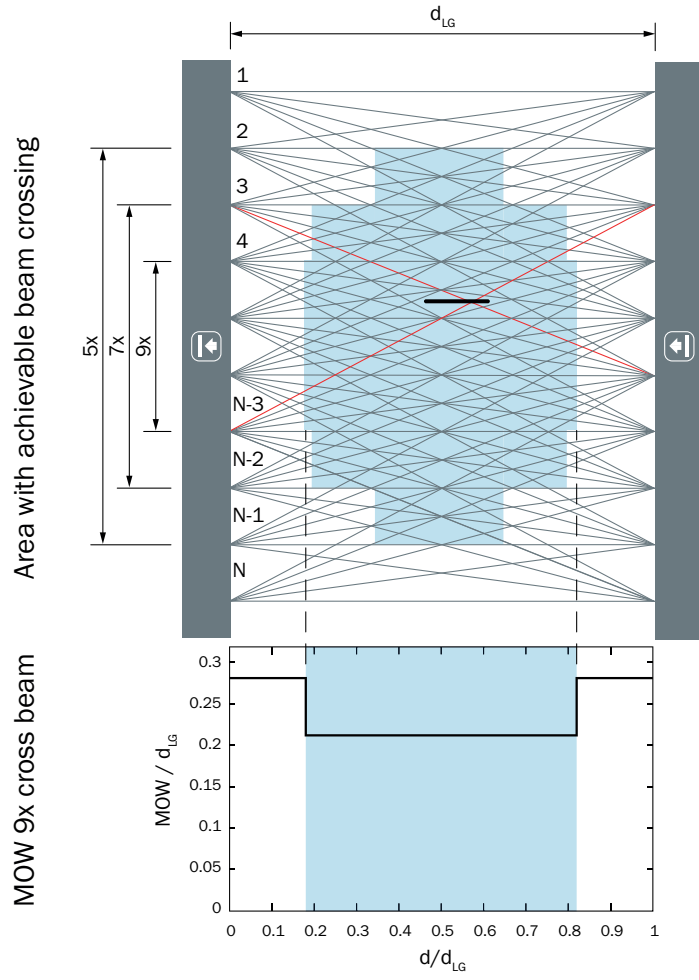 d_LG
Area with achievable beam crossing
5x
7x
9x
1
2
3
4
N-3
N-2
N-1
N
MOW 9x cross beam
MOW / d_LG
0.3
0.25
0.2
0.15
0.1
0.05
0
0 0.1 0.2 0.3 0.4 0.5 0.6 0.7 0.8 0.9 1
d/d_LG